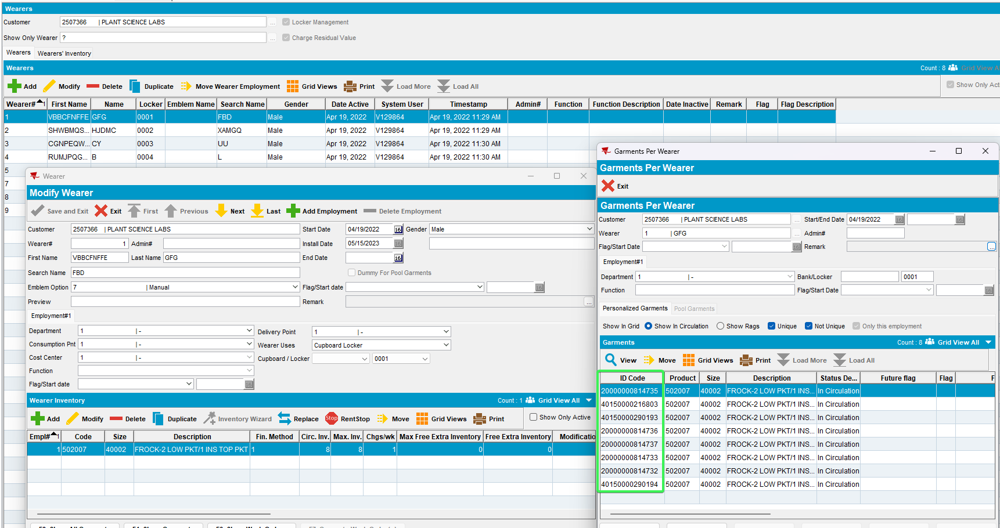 Wearers
Customer 2507366 | PLANT SCIENCE LABS ... Locker Management
Show Only Wearer ? ... Charge Residual Value
Wearers Wearers' Inventory
Wearers Count : 8 Grid View A
Add Modify Delete Duplicate Move Wearer Employment Grid Views Print Load More Load All Show Only Act
Wearer# 1 First Name Name Locker Emblem Name Search Name Gender Date Active System User Timestamp Admin# Function Function Description Date Inactive Remark Flag Flag Description
1 VBBCFNFFE GFG 0001 FBD Male Apr 19, 2022 V129864 Apr 19, 2022 11:29 AM
2 SHWBMQS... HJDMC 0002 XAMGQ Male Apr 19, 2022 V129864 Apr 19, 2022 11:29 AM
3 CGNPEQW... CY 0003 UU Male Apr 19, 2022 V129864 Apr 19, 2022 11:30 AM
4 RUMJPQG... B 0004 L Male Apr 19, 2022 V129864 Apr 19, 2022 11:30 AM
5
7
8
9
Wearer
Modify Wearer
Save and Exit Exit First Previous Next Last Add Employment Delete Employment
Customer 2507366 | PLANT SCIENCE LABS Start Date 04/19/2022 16 Gender Male
Wearer# 1 Admin# Install Date 05/15/2023 16
First Name VBBCFNFFE Last Name GFG End Date 16
Search Name FBD Dummy For Pool Garments
Emblem Option 7 | Manual Flag/Start date 16
Preview Remark ...
Employment#1
Department 1 | - Delivery Point 1 | -
Consumption Pnt 1 | - Wearer Uses Cupboard Locker
Cost Center 1 | - Cupboard / Locker 0001
Function
Flag/Start date 16
Wearer Inventory Count : 1 Grid View All
Add Modify Delete Duplicate Inventory Wizard Stop Replace RentStop Move Grid Views Print Show Only Active
Empl# 1 Code Size Description Fin. Method Circ. Inv. Max. Inv. Chgs/wk Max Free Extra Inventory Free Extra Inventory Modificatio
1 502007 40002 FROCK-2 LOW PKT/1 INS TOP PKT 1 8 8 1 0 0
Garments Per Wearer
Garments Per Wearer
Exit
Garments Per Wearer
Customer 2507366 | PLANT SCIENCE LABS ... Start/End Date 04/19/2022 16 16
Wearer 1 | GFG ... Admin#
Flag/Start Date 16 Remark ...
Employment#1
Department 1 | - Bank/Locker 0001
Function Flag/Start Date 16
Personalized Garments Pool Garments
Show In Grid Show In Circulation Show Rags Unique Not Unique Only this employment
Garments Count : 8 Grid View All
View Move Grid Views Print Load More Load All
ID Code Product Size Description Status De... Future flag Flag F
20000000814735 502007 40002 FROCK-2 LOW PKT/1 INS... In Circulation
40150000216803 502007 40002 FROCK-2 LOW PKT/1 INS... In Circulation
40150000290193 502007 40002 FROCK-2 LOW PKT/1 INS... In Circulation
20000000814736 502007 40002 FROCK-2 LOW PKT/1 INS... In Circulation
20000000814737 502007 40002 FROCK-2 LOW PKT/1 INS... In Circulation
20000000814733 502007 40002 FROCK-2 LOW PKT/1 INS... In Circulation
20000000814732 502007 40002 FROCK-2 LOW PKT/1 INS... In Circulation
40150000290194 502007 40002 FROCK-2 LOW PKT/1 INS... In Circulation